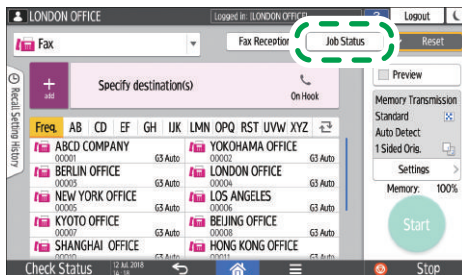 LONDON OFFICE
Logged in: [LONDON OFFICE]
?
Logout
Fax
Fax Reception
Job Status
Reset
Recall Setting History
add
Specify destination(s)
On Hook
Preview
Memory Transmission
Standard
Auto Detect
1 Sided Orig.
Settings
Memory: 100%
Start
Freq. AB CD EF GH IJK LMN OPQ RST UVW XYZ
ABCD COMPANY
00001 G3 Auto
YOKOHAMA OFFICE
00002 G3 Auto
BERLIN OFFICE
00003 G3 Auto
LONDON OFFICE
00004 G3 Auto
NEW YORK OFFICE
00005 G3 Auto
LOS ANGELES
00006 G3 Auto
KYOTO OFFICE
00007 G3 Auto
BEIJING OFFICE
00008 G3 Auto
SHANGHAI OFFICE
G3 Auto
HONG KONG OFFICE
G3 Auto
Check Status
12 Jul. 2018
Stop